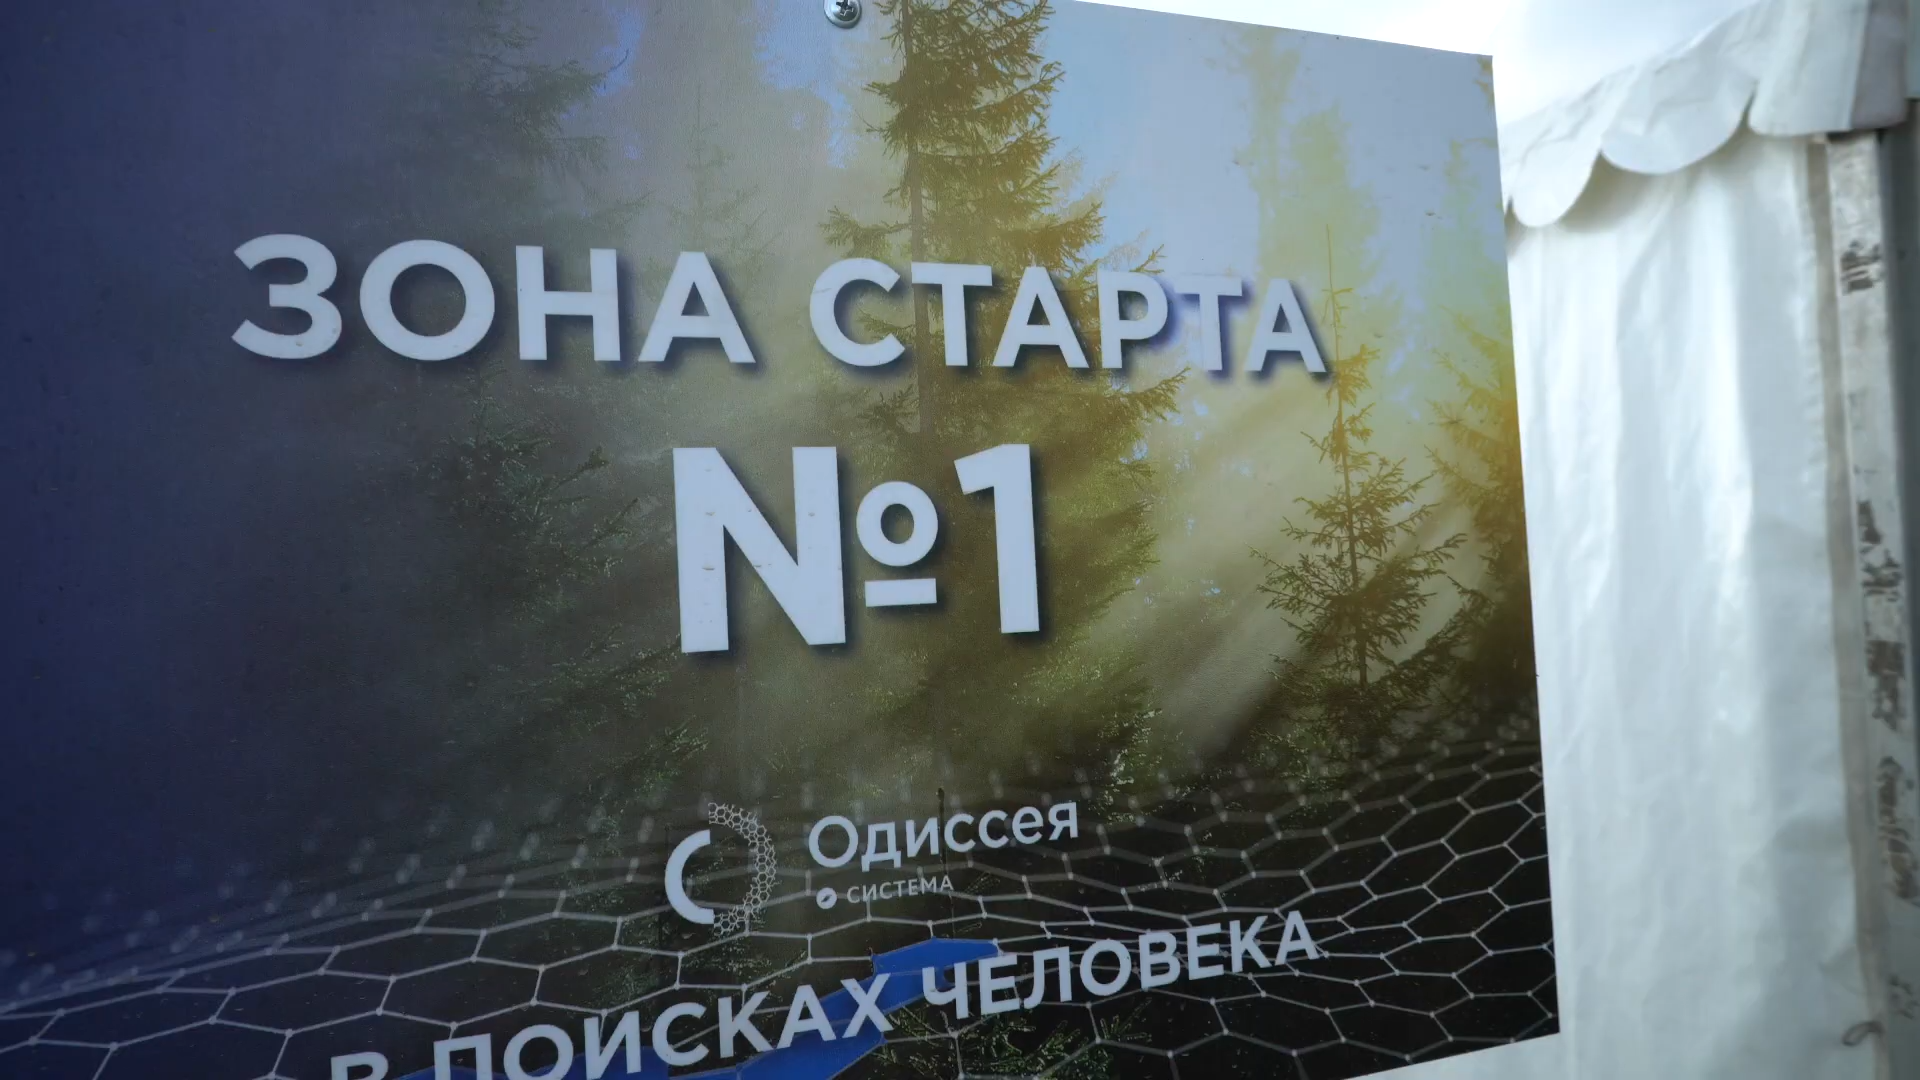 ЗОНА СТАРТА
№1
Одиссея
СИСТЕМА
В ПОИСКАХ ЧЕЛОВЕКА